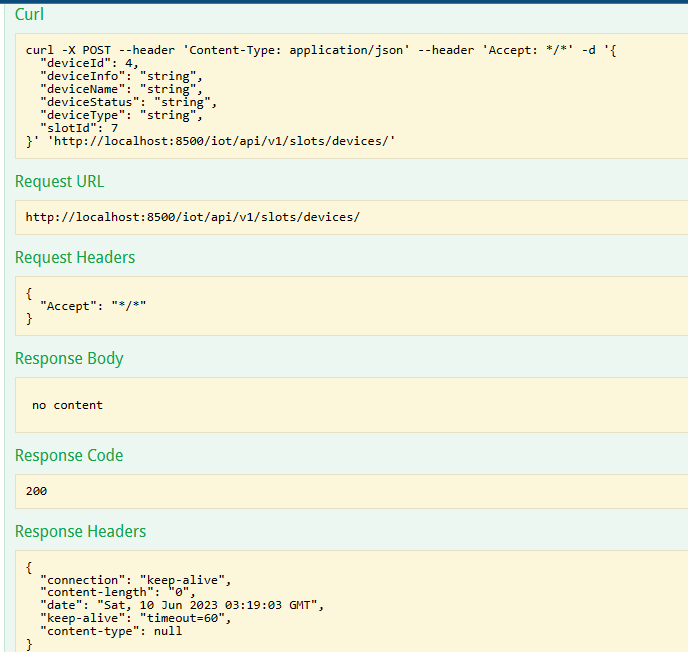 Curl
curl -X POST --header 'Content-Type: application/json' --header 'Accept: */*' -d '{
  "deviceId": 4,
  "deviceInfo": "string",
  "deviceName": "string",
  "deviceStatus": "string",
  "deviceType": "string",
  "slotId": 7
}' 'http://localhost:8500/iot/api/v1/slots/devices/'
Request URL
http://localhost:8500/iot/api/v1/slots/devices/
Request Headers
{
  "Accept": "*/*"
}
Response Body
no content
Response Code
200
Response Headers
{
  "connection": "keep-alive",
  "content-length": "0",
  "date": "Sat, 10 Jun 2023 03:19:03 GMT",
  "keep-alive": "timeout=60",
  "content-type": null
}